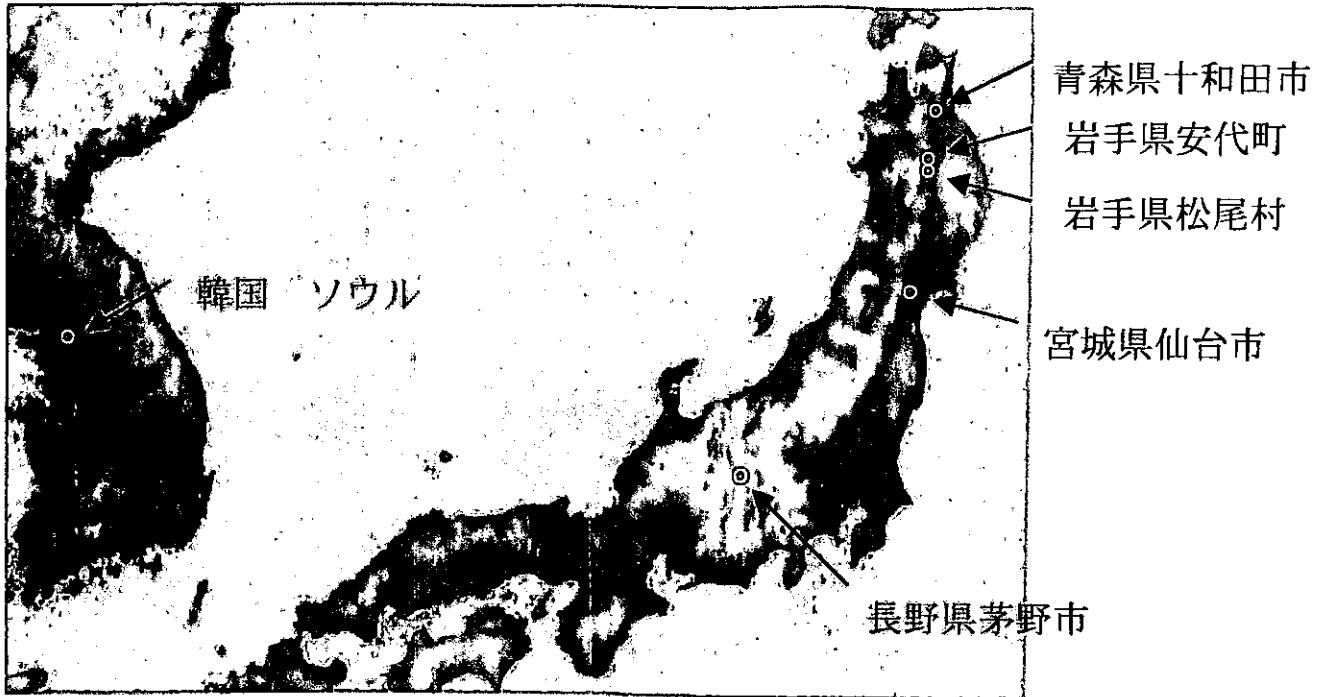 青森県十和田市
岩手県安代町
岩手県松尾村
韓国 ソウル
宮城県仙台市
長野県茅野市